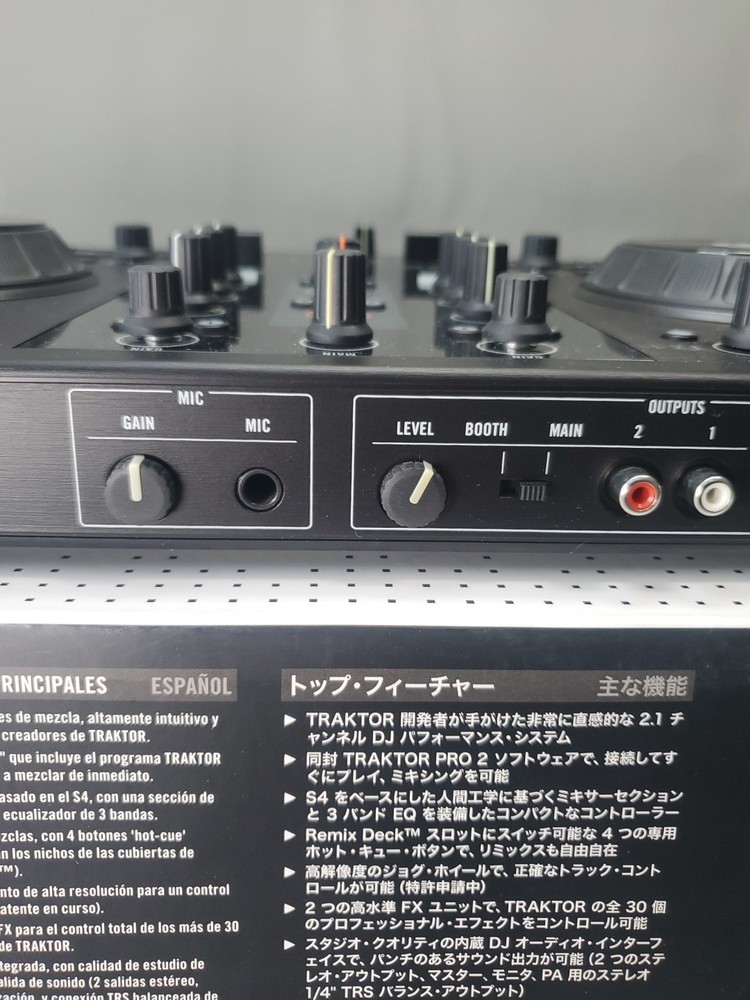 MIC
GAIN
MIC
OUTPUTS
LEVEL
BOOTH
MAIN
2
1
RINCIPALES ESPAÑOL
es de mezcla, altamente intuitivo y
creadores de TRAKTOR.
" que incluye el programa TRAKTOR
a mezclar de inmediato.
asado en el S4, con una sección de
ecualizador de 3 bandas.
zclas, con 4 botones 'hot-cue'
n los nichos de las cubiertas de
™).
nto de alta resolución para un control
atente en curso).
FX para el control total de los más de 30
de TRAKTOR.
tegrada, con calidad de estudio de
alida de sonido (2 salidas estéreo,
zación, y conexión TRS balanceada de
トップ・フィーチャー 主な機能
▶ TRAKTOR 開発者が手がけた非常に直感的な 2.1 チ
ャンネル DJ パフォーマンス・システム
▶ 同封 TRAKTOR PRO 2 ソフトウェアで、接続してす
ぐにプレイ、ミキシングを可能
▶ S4 をベースにした人間工学に基づくミキサーセクション
と 3 バンド EQ を装備したコンパクトなコントローラー
▶ Remix Deck™ スロットにスイッチ可能な 4 つの専用
ホット・キュー・ボタンで、リミックスも自由自在
▶ 高解像度のジョグ・ホイールで、正確なトラック・コント
ロールが可能 (特許申請中)
▶ 2 つの高水準 FX ユニットで、TRAKTOR の全 30 個
のプロフェッショナル・エフェクトをコントロール可能
▶ スタジオ・クオリティの内蔵 DJ オーディオ・インターフ
ェイスで、パンチのあるサウンド出力が可能 (2 つのステ
レオ・アウトプット、マスター、モニタ、PA 用のステレオ
1/4" TRS バランス・アウトプット)